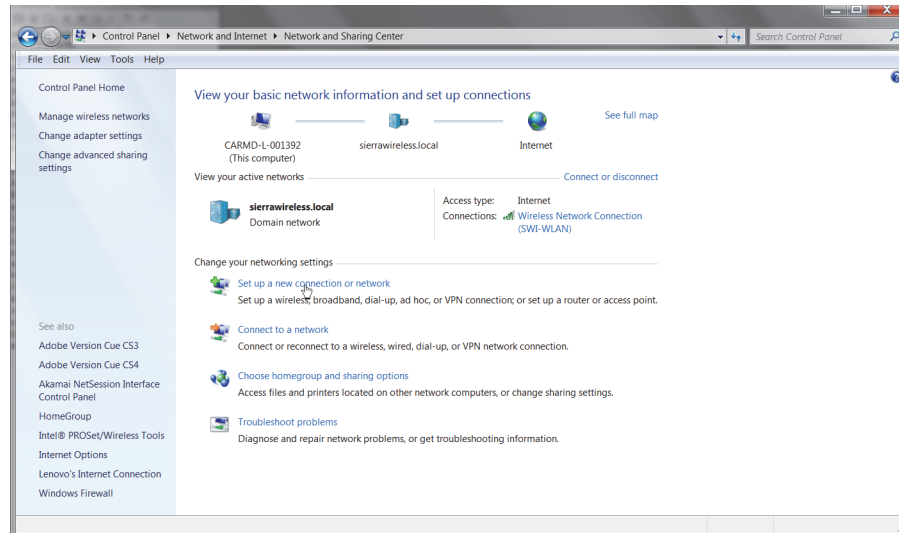 Control Panel ▸ Network and Internet ▸ Network and Sharing Center
Search Control Panel
File Edit View Tools Help
Control Panel Home
Manage wireless networks
Change adapter settings
Change advanced sharing
settings
See also
Adobe Version Cue CS3
Adobe Version Cue CS4
Akamai NetSession Interface
Control Panel
HomeGroup
Intel® PROSet/Wireless Tools
Internet Options
Lenovo's Internet Connection
Windows Firewall
View your basic network information and set up connections
See full map
CARMD-L-001392
(This computer)
sierrawireless.local
Internet
View your active networks
Connect or disconnect
sierrawireless.local
Domain network
Access type: Internet
Connections: Wireless Network Connection
(SWI-WLAN)
Change your networking settings
Set up a new connection or network
Set up a wireless, broadband, dial-up, ad hoc, or VPN connection; or set up a router or access point.
Connect to a network
Connect or reconnect to a wireless, wired, dial-up, or VPN network connection.
Choose homegroup and sharing options
Access files and printers located on other network computers, or change sharing settings.
Troubleshoot problems
Diagnose and repair network problems, or get troubleshooting information.